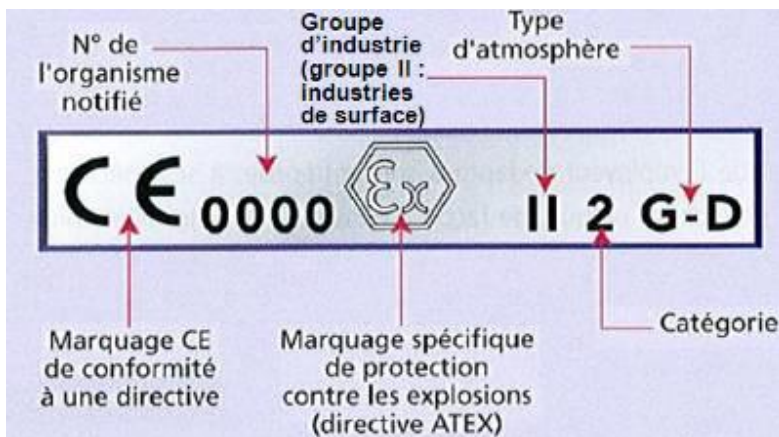 N° de
l'organisme
notifié
Groupe
d'industrie
(groupe II :
industries
de surface)
Type
d'atmosphère
CE 0000 Ex II 2 G-D
Marquage CE
de conformité
à une directive
Marquage spécifique
de protection
contre les explosions
(directive ATEX)
Catégorie